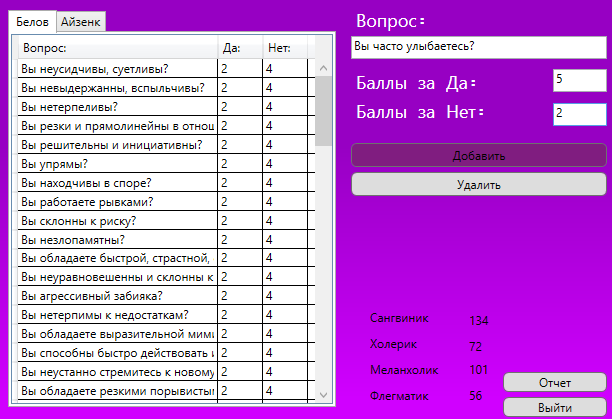 Белов Айзенк
Вопрос: Да: Нет:
Вы неусидчивы, суетливы? 2 4
Вы невыдержанны, вспыльчивы? 2 4
Вы нетерпеливы? 2 4
Вы резки и прямолинейны в отнош 2 4
Вы решительны и инициативны? 2 4
Вы упрямы? 2 4
Вы находчивы в споре? 2 4
Вы работаете рывками? 2 4
Вы склонны к риску? 2 4
Вы незлопамятны? 2 4
Вы обладаете быстрой, страстной, 2 4
Вы неуравновешенны и склонны к 2 4
Вы агрессивный забияка? 2 4
Вы нетерпимы к недостаткам? 2 4
Вы обладаете выразительной мими 2 4
Вы способны быстро действовать и 2 4
Вы неустанно стремитесь к новому 2 4
Вы обладаете резкими порывистым 2 4
Вопрос:
Вы часто улыбаетесь?
Баллы за Да: 5
Баллы за Нет: 2
Добавить
Удалить
Сангвиник 134
Холерик 72
Меланхолик 101
Флегматик 56
Отчет
Выйти